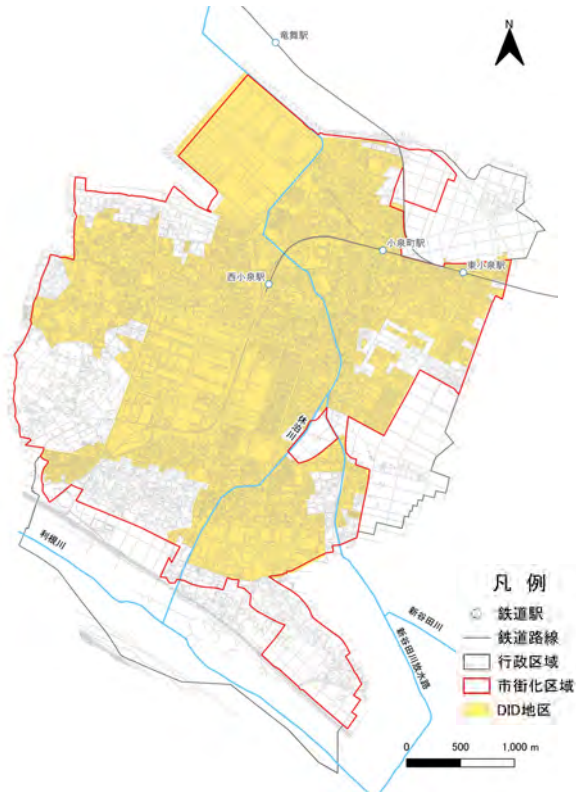 竜舞駅
N
小泉町駅
東小泉駅
西小泉駅
休泊川
利根川
新谷田川
新谷田川放水路
凡 例
鉄道駅
鉄道路線
行政区域
市街化区域
DID地区
0 500 1,000 m